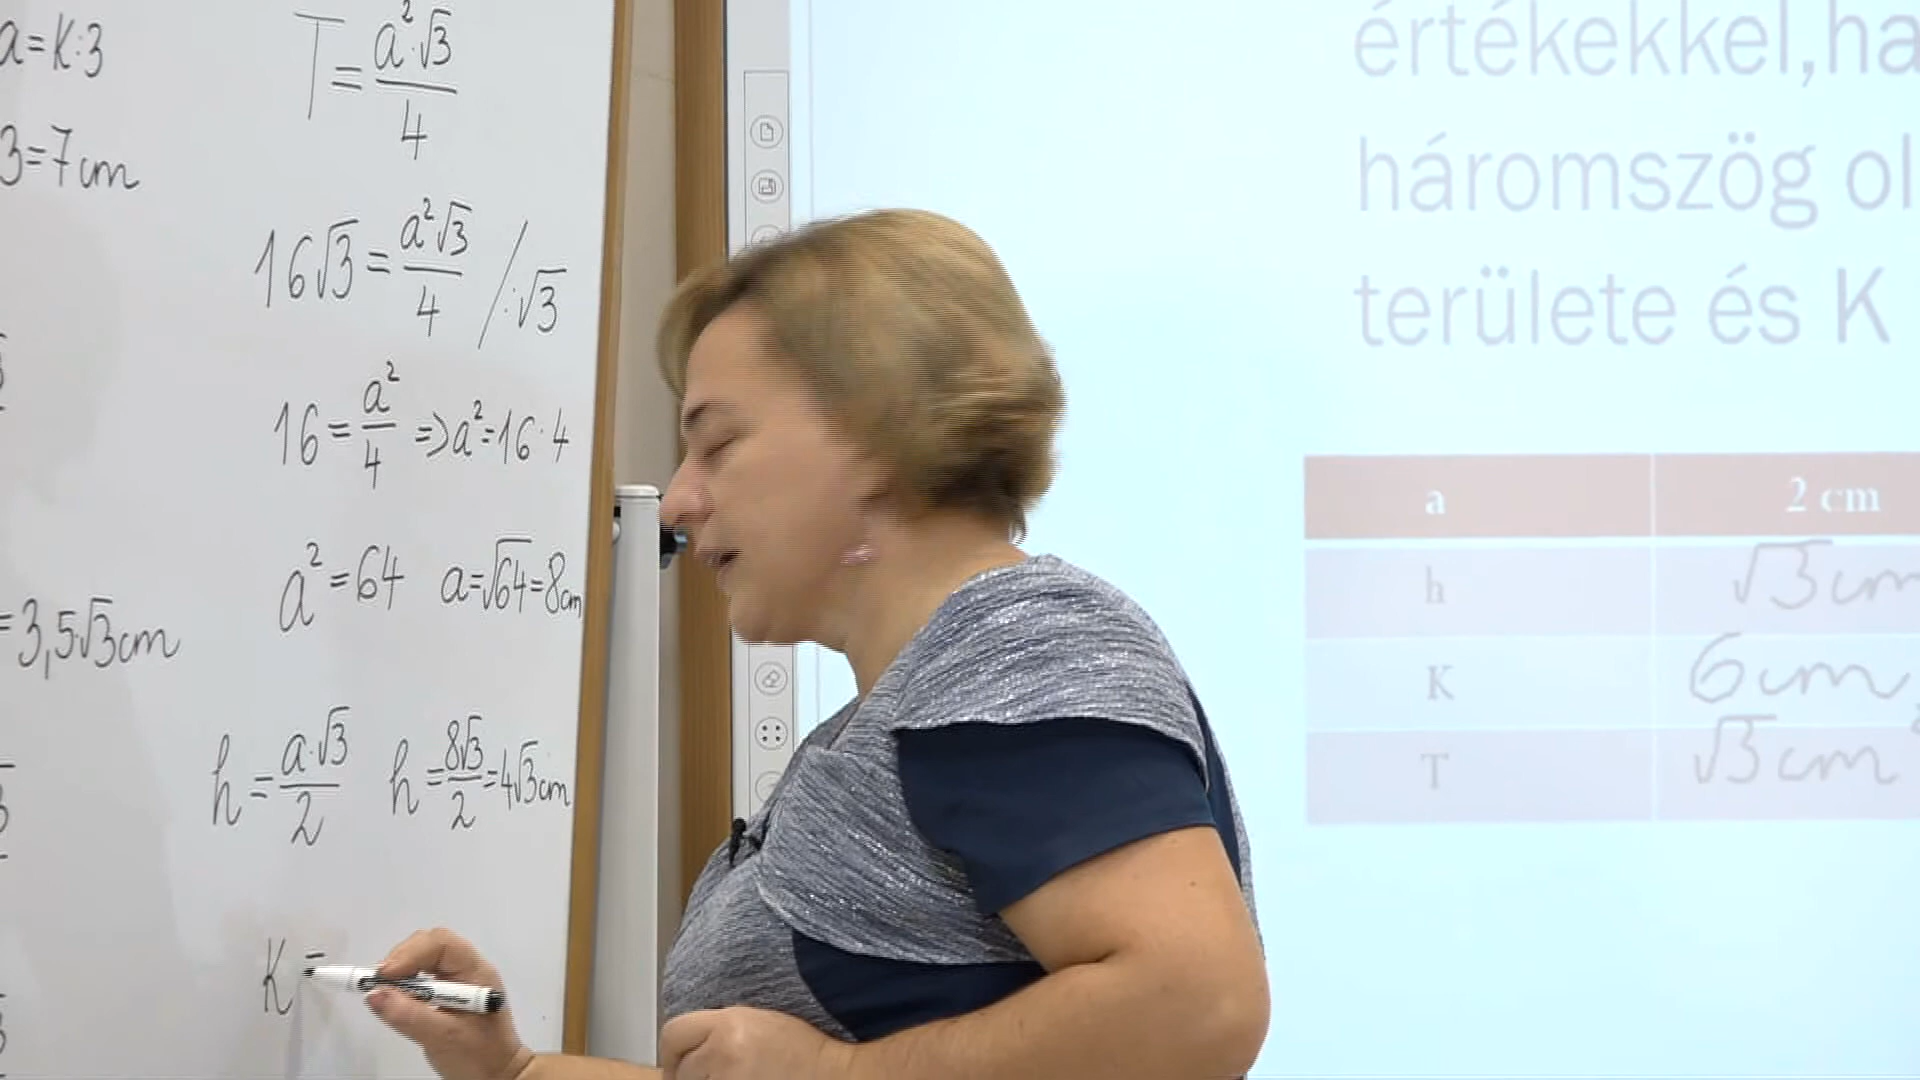 a=K:3
3=7cm
=3,5√3cm
T=a²·√3/4
16√3=a²√3/4 /:√3
16=a²/4 ⇒a²=16·4
a²=64 a=√64=8cm
h=a·√3/2 h=8√3/2=4√3cm
K=
értékekkel,ha
háromszög ol
területe és K
a 2 cm
h √3cm
K 6cm
T √3cm²